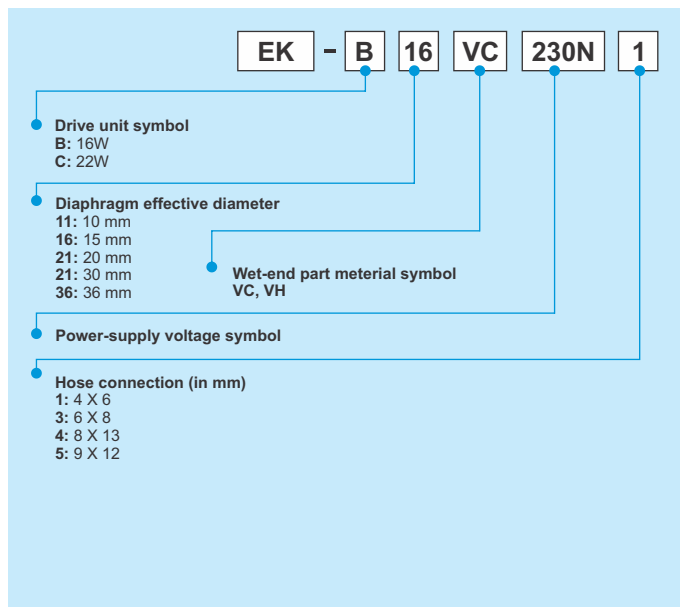 EK - B 16 VC 230N 1
Drive unit symbol
B: 16W
C: 22W
Diaphragm effective diameter
11: 10 mm
16: 15 mm
21: 20 mm
21: 30 mm
36: 36 mm
Wet-end part meterial symbol
VC, VH
Power-supply voltage symbol
Hose connection (in mm)
1: 4 X 6
3: 6 X 8
4: 8 X 13
5: 9 X 12